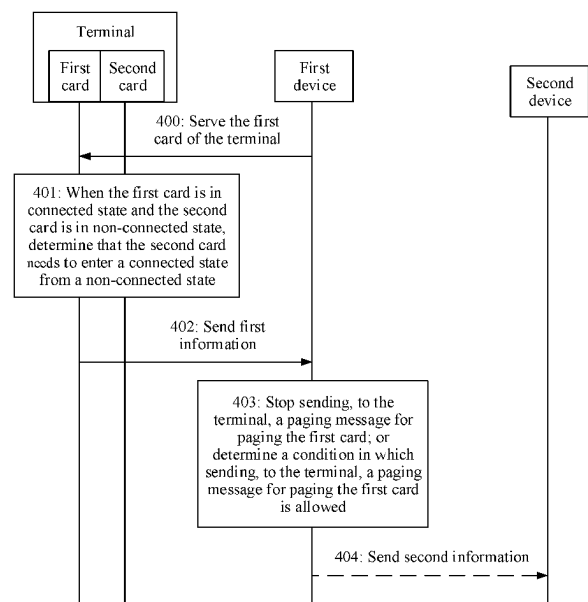 Terminal
First
card
Second
card
First
device
Second
device
400: Serve the first
card of the terminal
401: When the first card is in
connected state and the second
card is in non-connected state,
determine that the second card
needs to enter a connected state
from a non-connected state
402: Send first
information
403: Stop sending, to the
terminal, a paging message for
paging the first card; or
determine a condition in which
sending, to the terminal, a paging
message for paging the first card
is allowed
404: Send second information